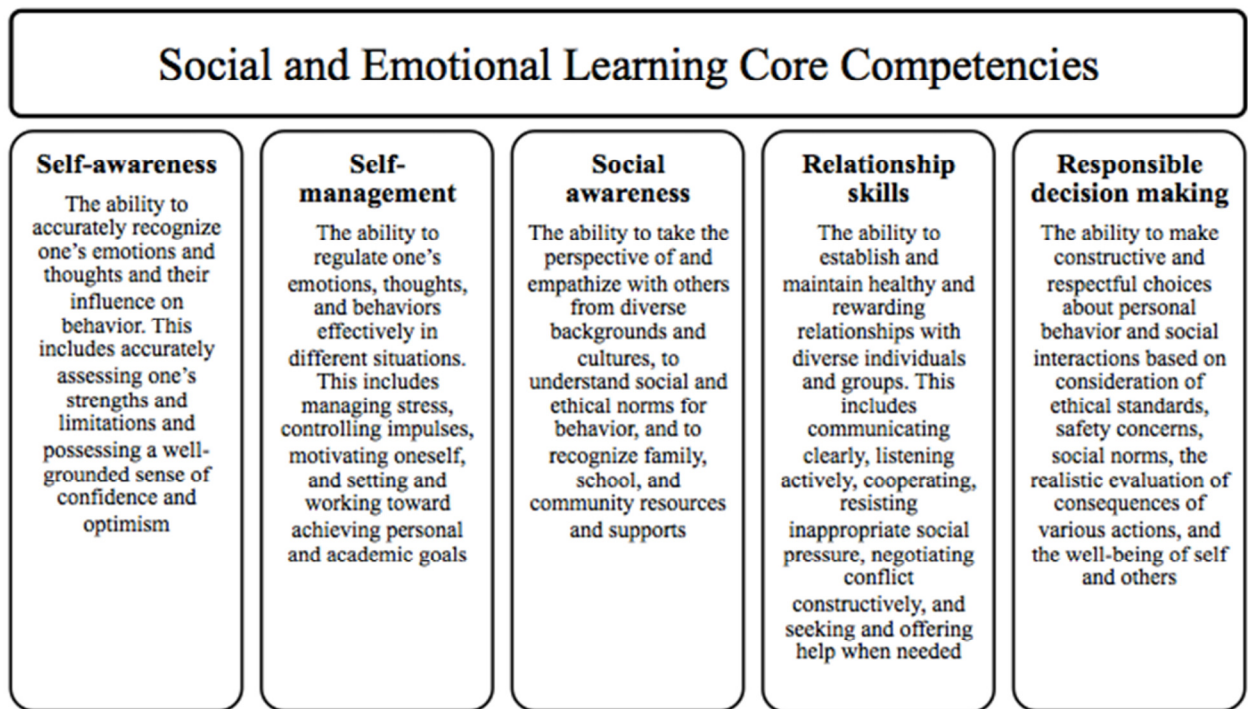 Social and Emotional Learning Core Competencies
Self-awareness
The ability to
accurately recognize
one's emotions and
thoughts and their
influence on
behavior. This
includes accurately
assessing one's
strengths and
limitations and
possessing a well-
grounded sense of
confidence and
optimism
Self-
management
The ability to
regulate one's
emotions, thoughts,
and behaviors
effectively in
different situations.
This includes
managing stress,
controlling impulses,
motivating oneself,
and setting and
working toward
achieving personal
and academic goals
Social
awareness
The ability to take the
perspective of and
empathize with others
from diverse
backgrounds and
cultures, to
understand social and
ethical norms for
behavior, and to
recognize family,
school, and
community resources
and supports
Relationship
skills
The ability to
establish and
maintain healthy and
rewarding
relationships with
diverse individuals
and groups. This
includes
communicating
clearly, listening
actively, cooperating,
resisting
inappropriate social
pressure, negotiating
conflict
constructively, and
seeking and offering
help when needed
Responsible
decision making
The ability to make
constructive and
respectful choices
about personal
behavior and social
interactions based on
consideration of
ethical standards,
safety concerns,
social norms, the
realistic evaluation of
consequences of
various actions, and
the well-being of self
and others